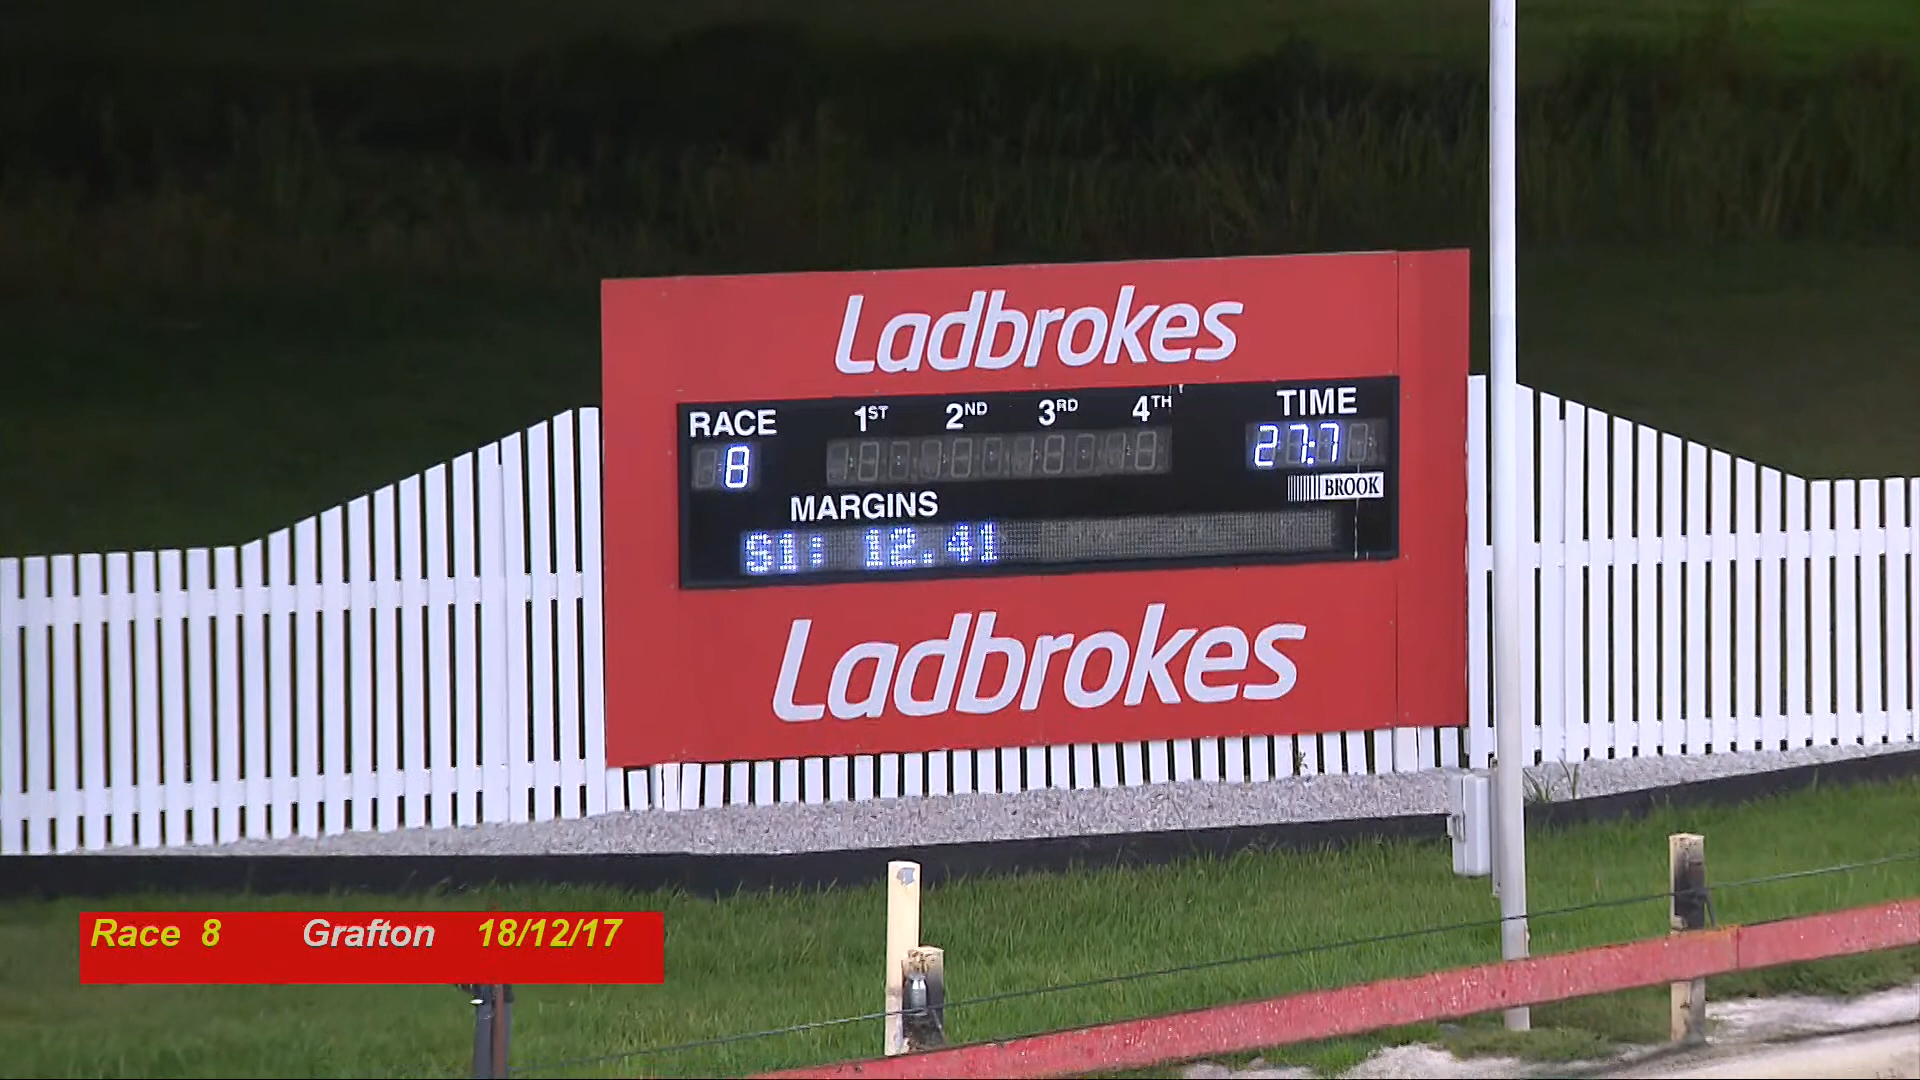 Ladbrokes
RACE 1ST 2ND 3RD 4TH TIME
8 27:7
BROOK
MARGINS
S1: 12.41
Ladbrokes
Race 8 Grafton 18/12/17